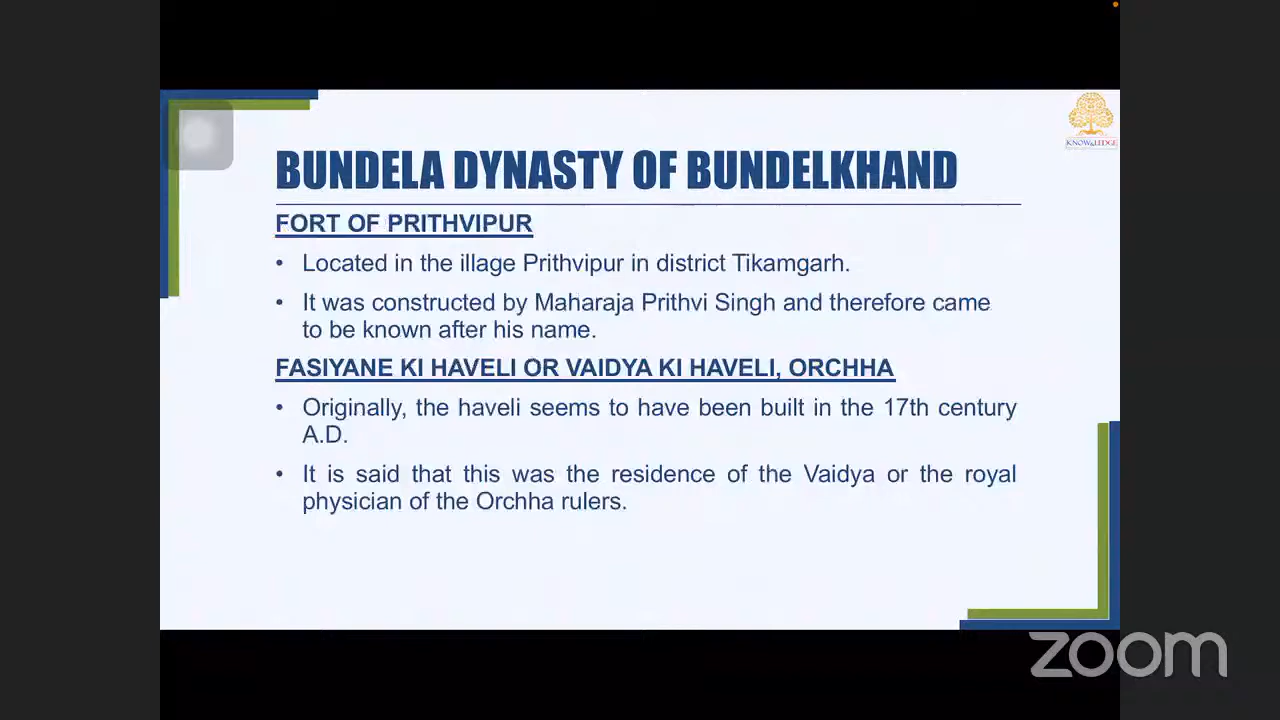 KNOWLEDGE
BUNDELA DYNASTY OF BUNDELKHAND
FORT OF PRITHVIPUR
• Located in the illage Prithvipur in district Tikamgarh.
• It was constructed by Maharaja Prithvi Singh and therefore came
to be known after his name.
FASIYANE KI HAVELI OR VAIDYA KI HAVELI, ORCHHA
• Originally, the haveli seems to have been built in the 17th century
A.D.
• It is said that this was the residence of the Vaidya or the royal
physician of the Orchha rulers.
zoom